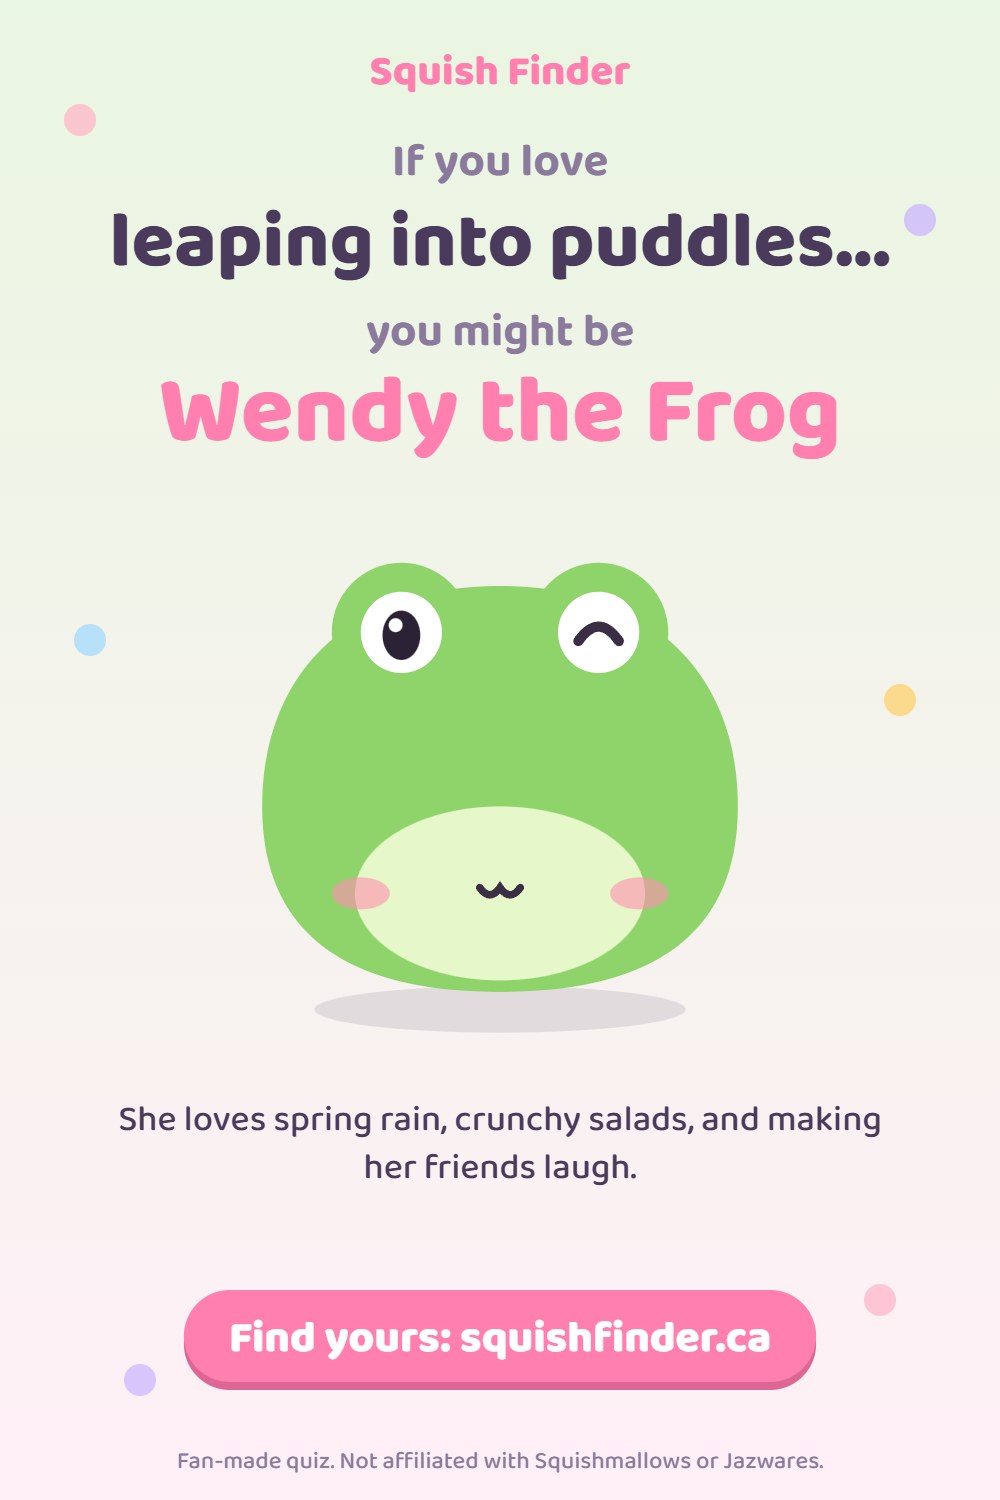 Squish Finder
If you love
leaping into puddles...
you might be
Wendy the Frog
She loves spring rain, crunchy salads, and making
her friends laugh.
Find yours: squishfinder.ca
Fan-made quiz. Not affiliated with Squishmallows or Jazwares.